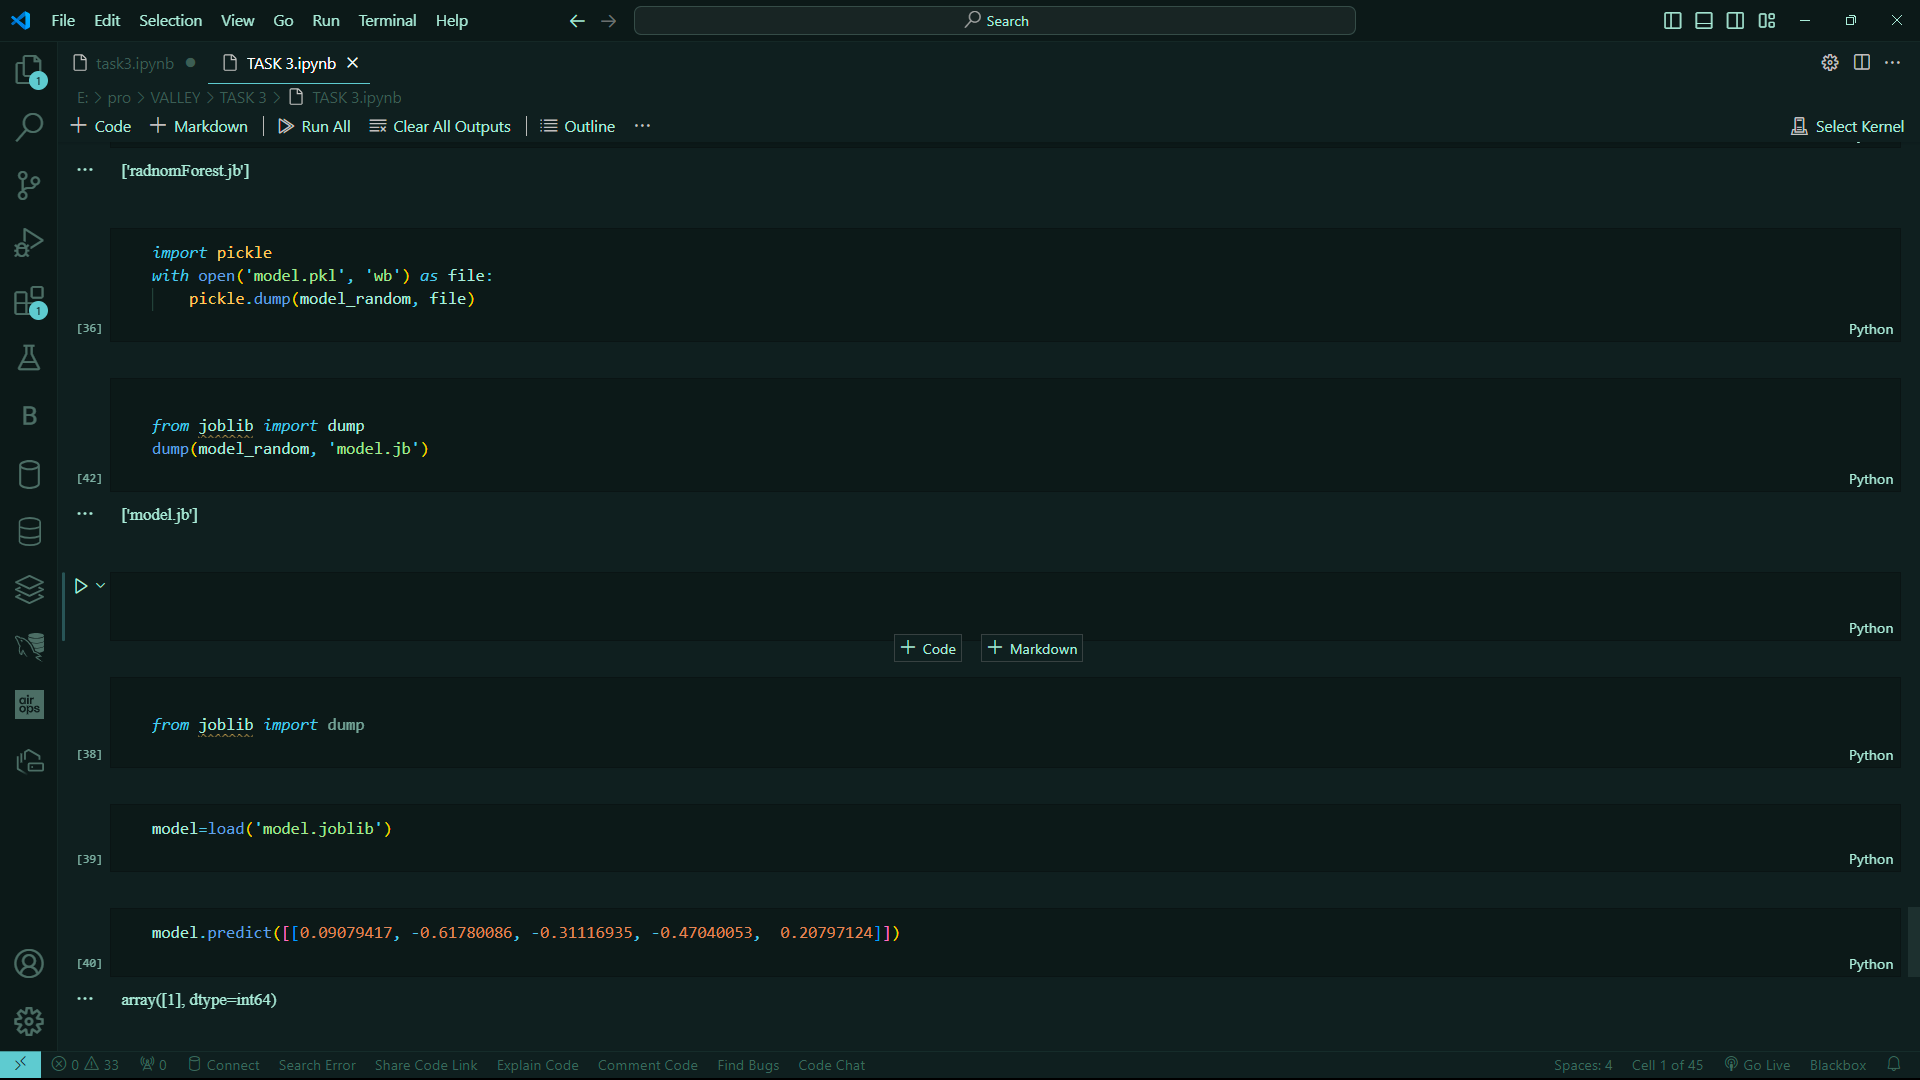 File Edit Selection View Go Run Terminal Help
Search
task3.ipynb
TASK 3.ipynb
E: > pro > VALLEY > TASK 3 > TASK 3.ipynb
+ Code + Markdown Run All Clear All Outputs Outline ...
Select Kernel
['radnomForest.jb']
import pickle
with open('model.pkl', 'wb') as file:
    pickle.dump(model_random, file)
[36]
Python
from joblib import dump
dump(model_random, 'model.jb')
[42]
Python
['model.jb']
Python
+ Code + Markdown
from joblib import dump
[38]
Python
model=load('model.joblib')
[39]
Python
model.predict([[0.09079417, -0.61780086, -0.31116935, -0.47040053,  0.20797124]])
[40]
Python
array([1], dtype=int64)
1
1
B
air
ops
0 33 0 Connect Search Error Share Code Link Explain Code Comment Code Find Bugs Code Chat
Spaces: 4 Cell 1 of 45 Go Live Blackbox